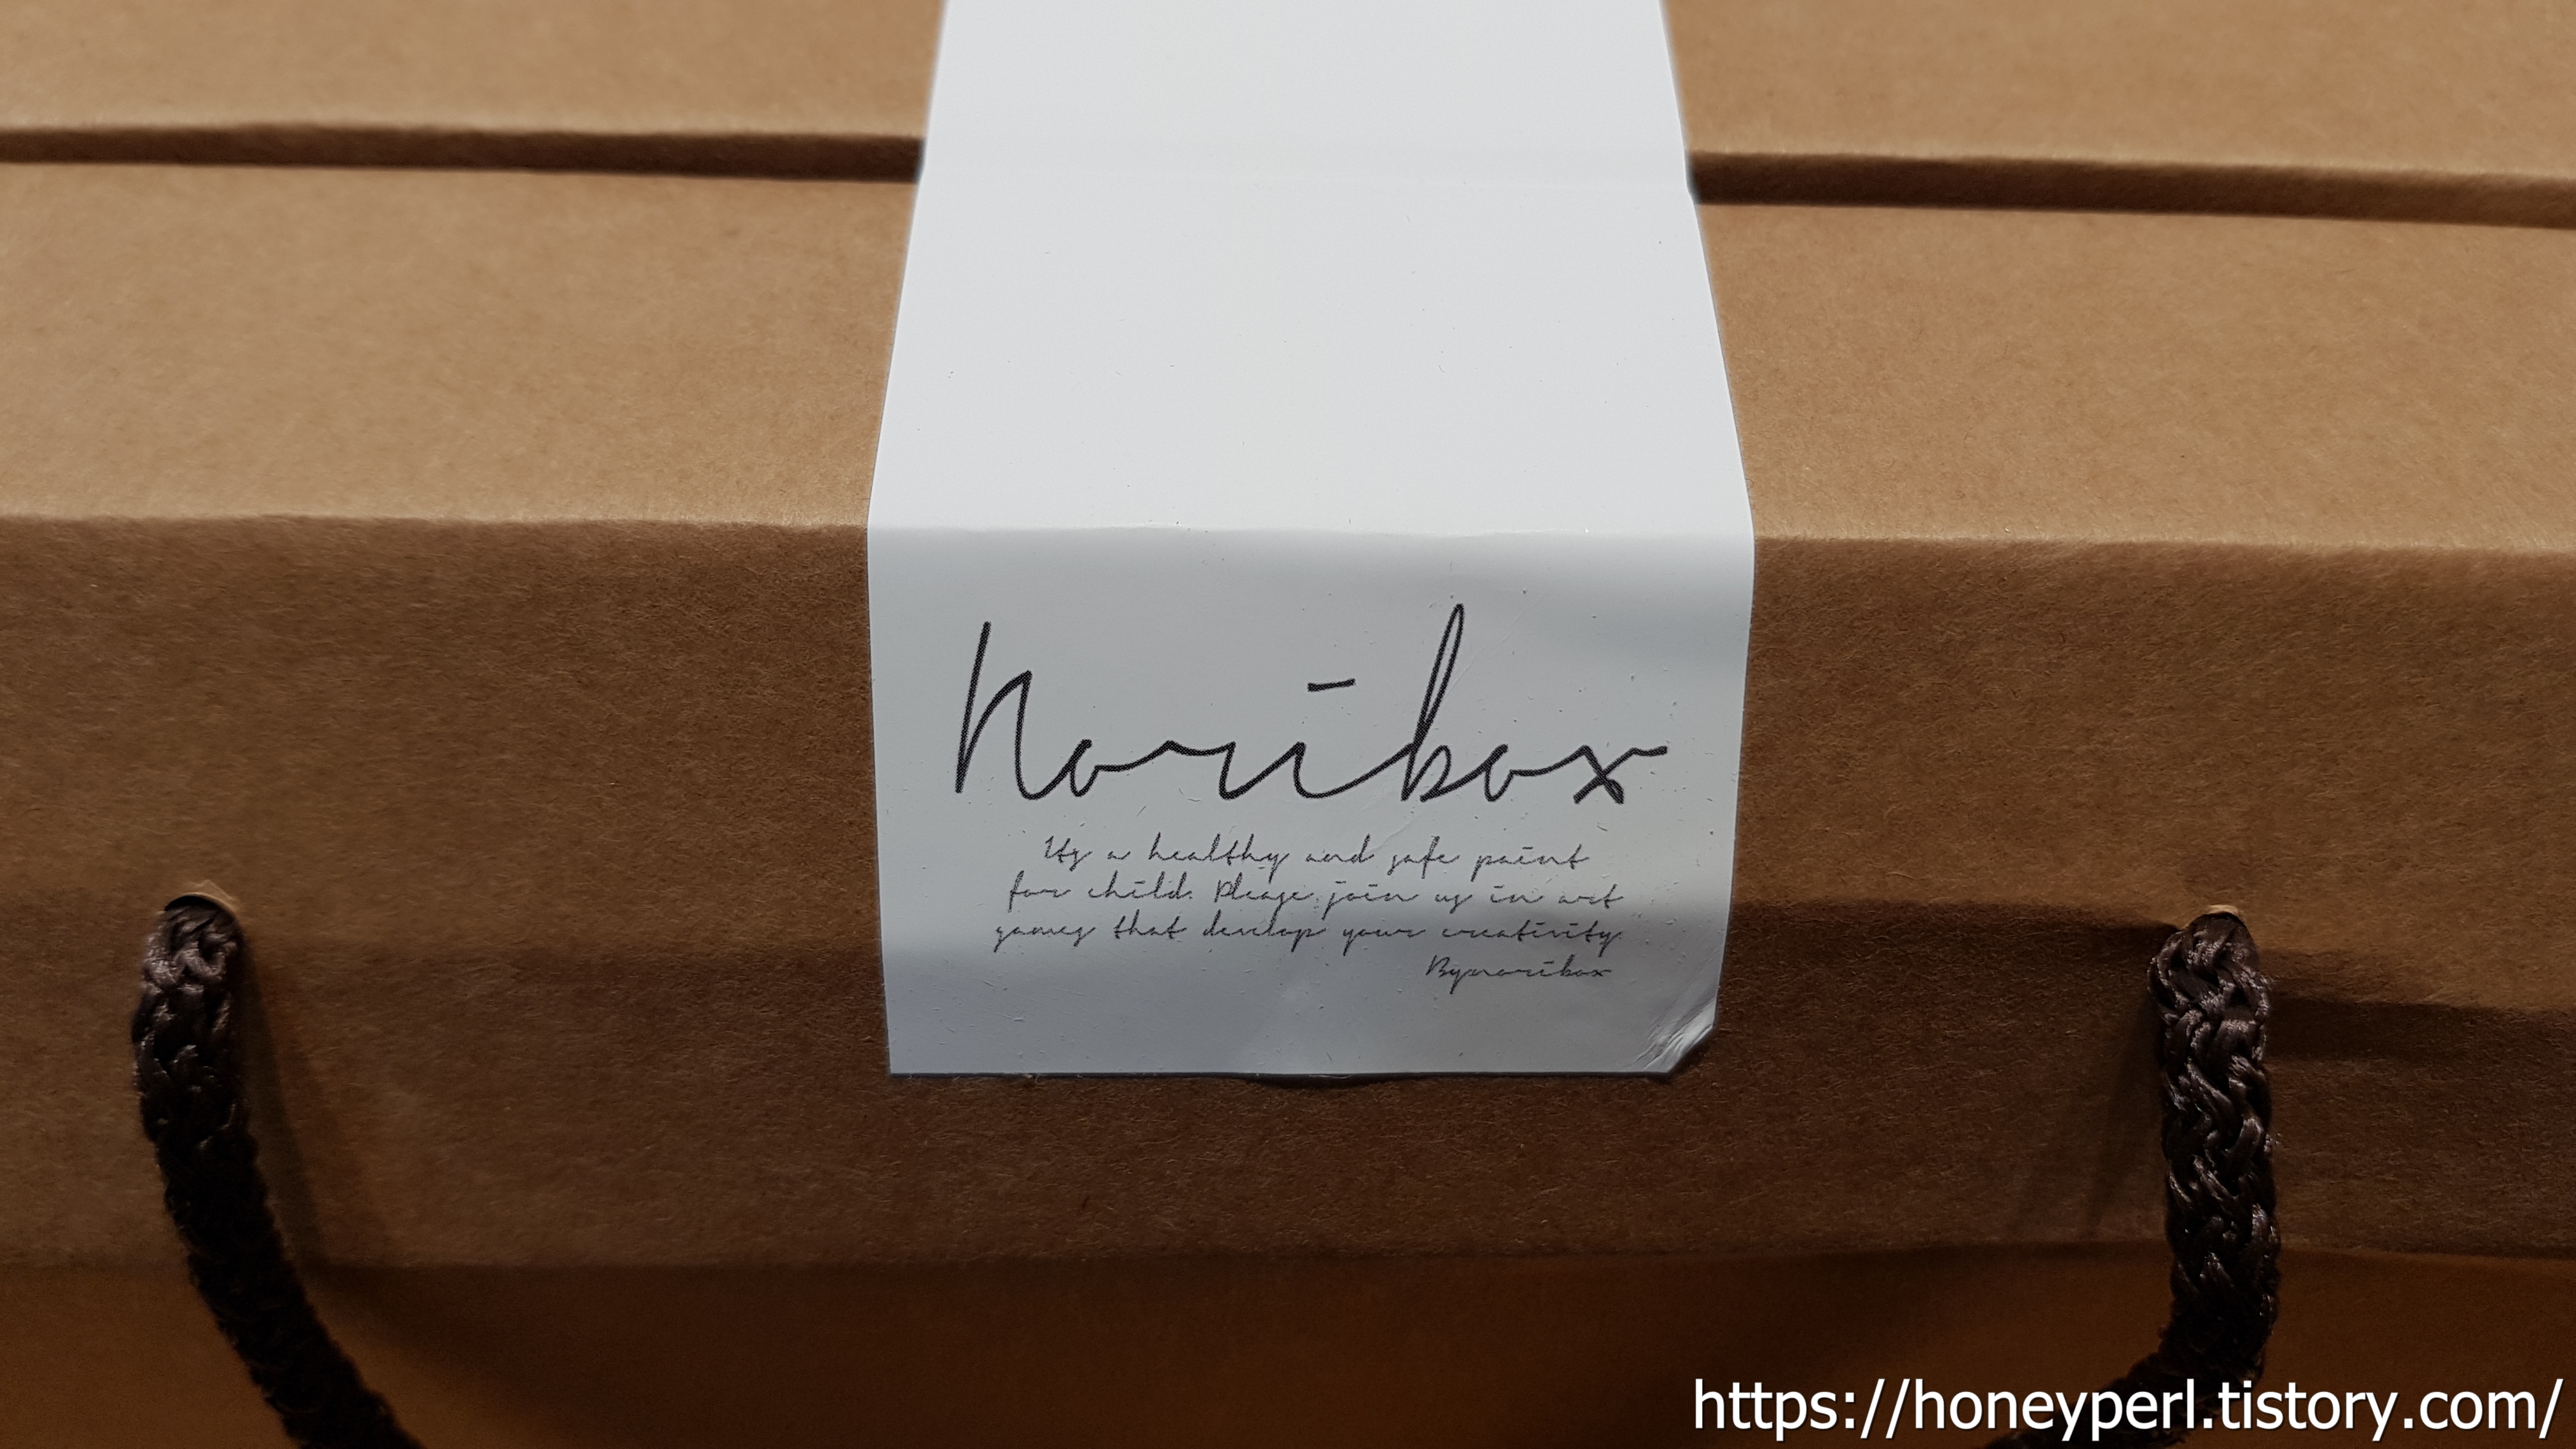 Noribox
Its a healthy and safe paint
for child. Please join us in art
games that develop your creativity
By noribox
https://honeyperl.tistory.com/